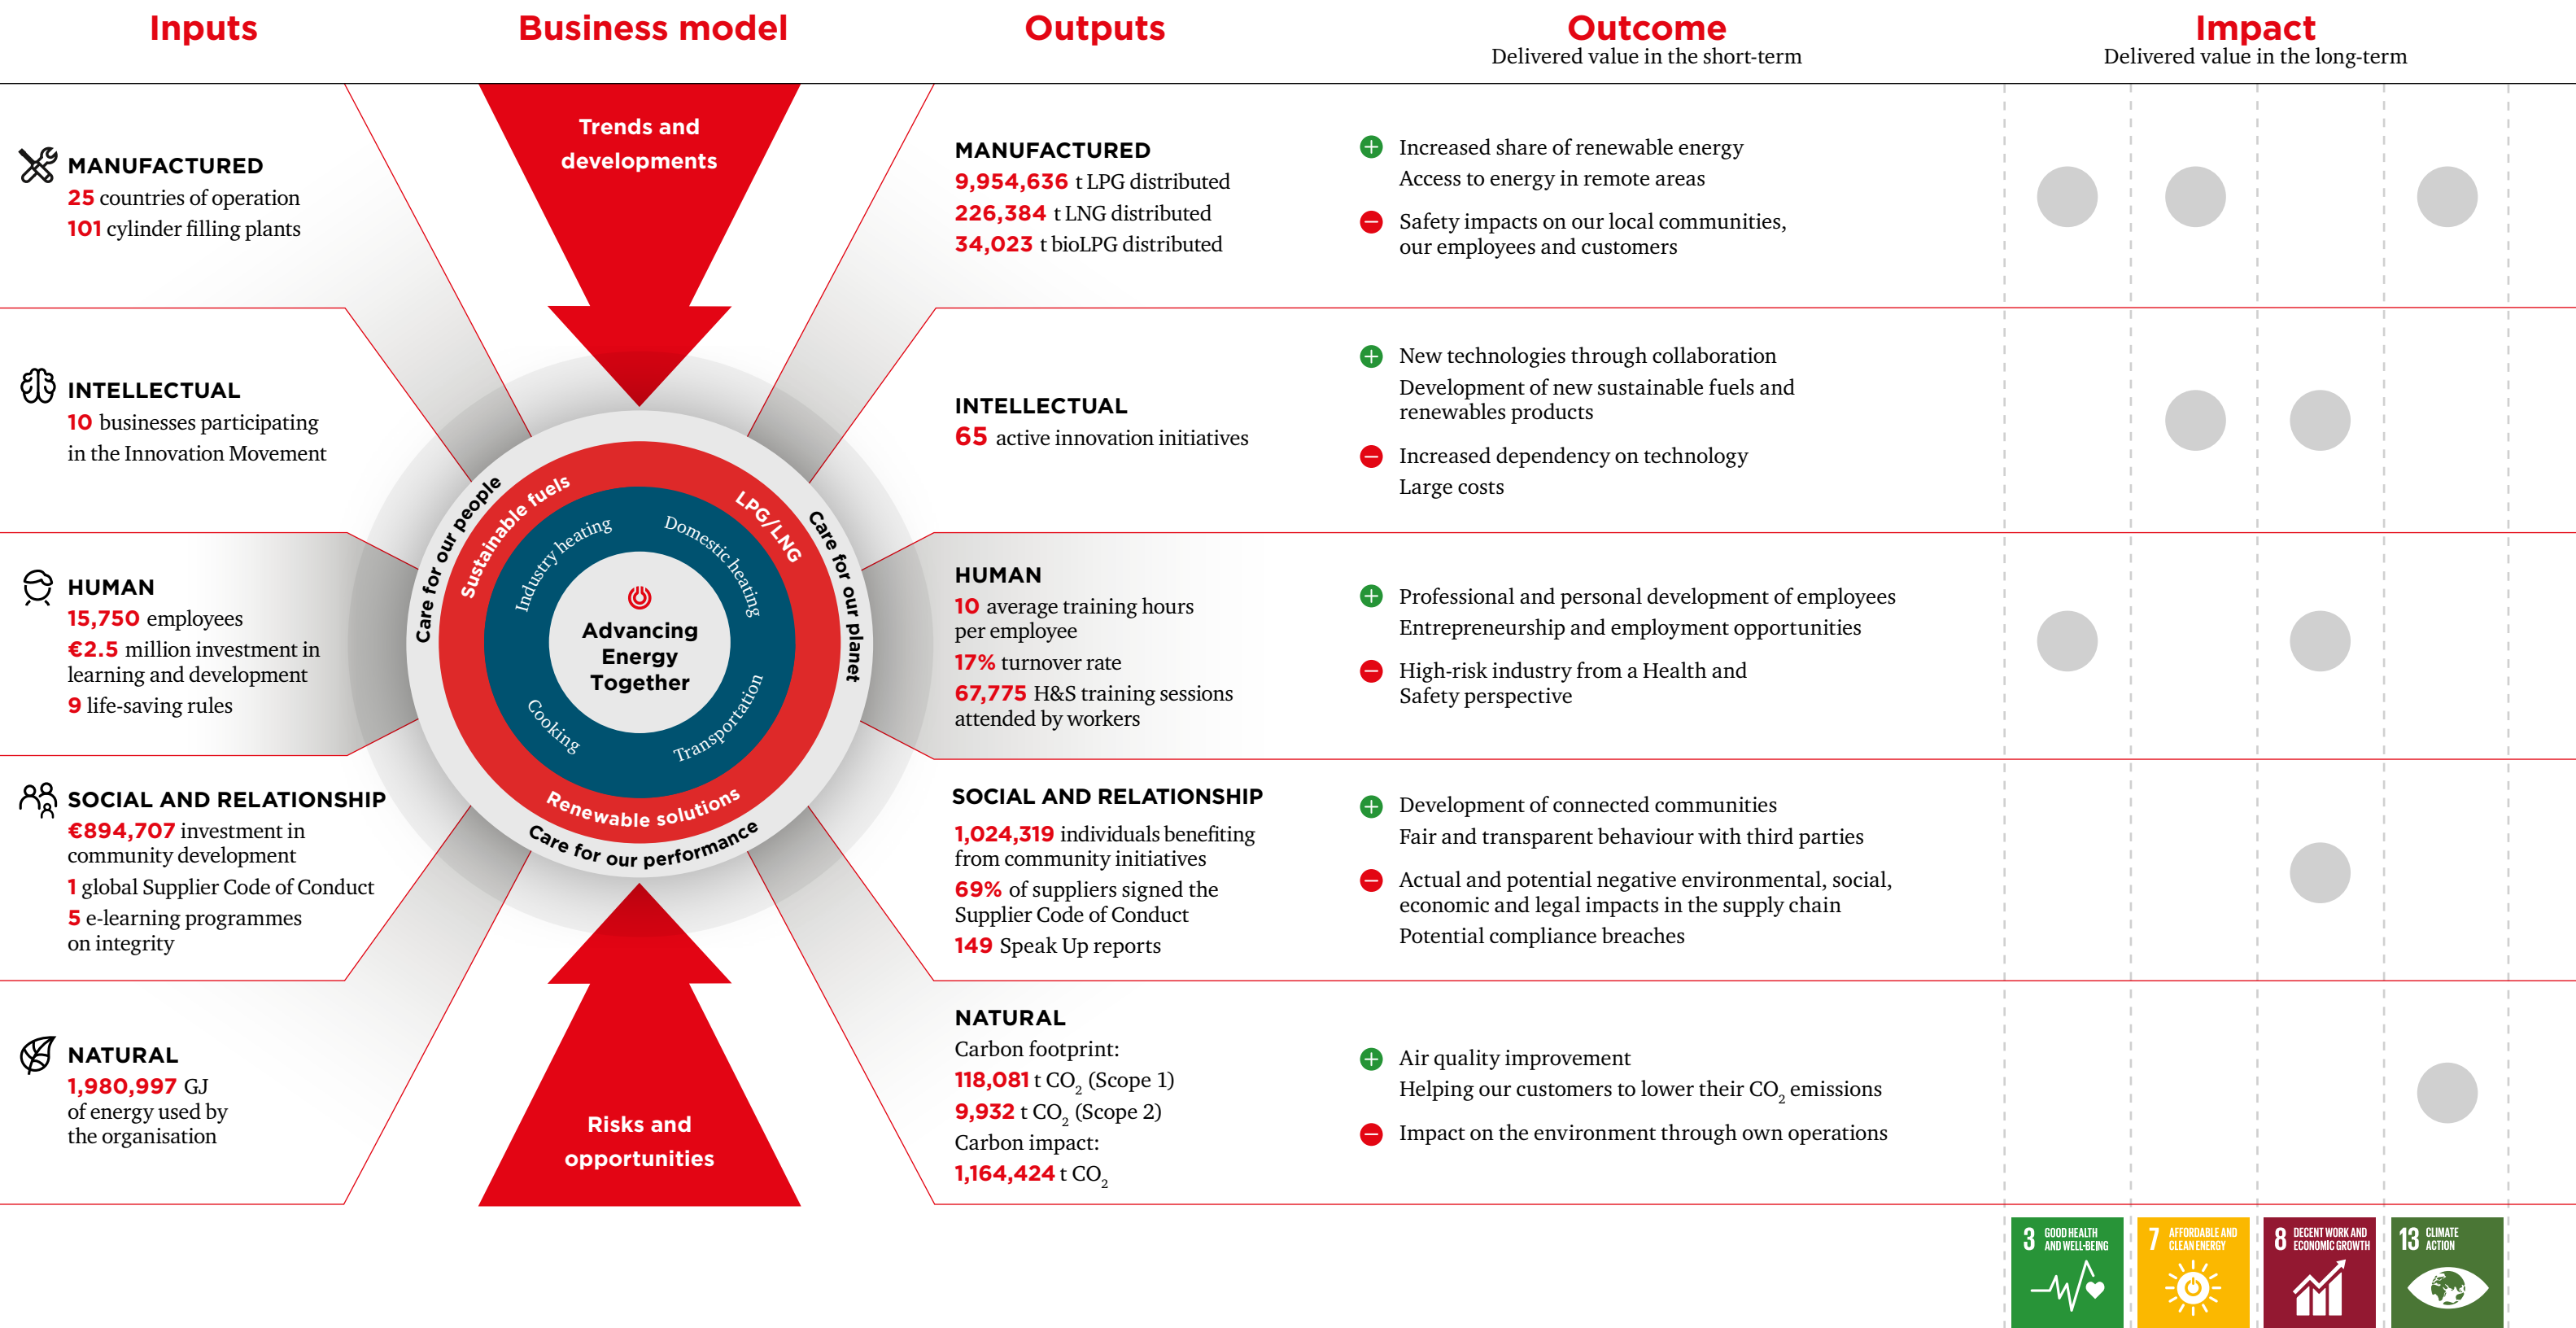 Inputs
Business model
Outputs
Outcome
Delivered value in the short-term
Impact
Delivered value in the long-term
MANUFACTURED
25 countries of operation
101 cylinder filling plants
INTELLECTUAL
10 businesses participating
in the Innovation Movement
HUMAN
15,750 employees
€2.5 million investment in
learning and development
9 life-saving rules
SOCIAL AND RELATIONSHIP
€894,707 investment in
community development
1 global Supplier Code of Conduct
5 e-learning programmes
on integrity
NATURAL
1,980,997 GJ
of energy used by
the organisation
Trends and
developments
Care for our people
Care for our planet
Care for our performance
Sustainable fuels
LPG/LNG
Renewable solutions
Industry heating
Domestic heating
Cooking
Transportation
Advancing
Energy
Together
Risks and
opportunities
MANUFACTURED
9,954,636 t LPG distributed
226,384 t LNG distributed
34,023 t bioLPG distributed
INTELLECTUAL
65 active innovation initiatives
HUMAN
10 average training hours
per employee
17% turnover rate
67,775 H&S training sessions
attended by workers
SOCIAL AND RELATIONSHIP
1,024,319 individuals benefiting
from community initiatives
69% of suppliers signed the
Supplier Code of Conduct
149 Speak Up reports
NATURAL
Carbon footprint:
118,081 t CO2 (Scope 1)
9,932 t CO2 (Scope 2)
Carbon impact:
1,164,424 t CO2
Increased share of renewable energy
Access to energy in remote areas
Safety impacts on our local communities,
our employees and customers
New technologies through collaboration
Development of new sustainable fuels and
renewables products
Increased dependency on technology
Large costs
Professional and personal development of employees
Entrepreneurship and employment opportunities
High-risk industry from a Health and
Safety perspective
Development of connected communities
Fair and transparent behaviour with third parties
Actual and potential negative environmental, social,
economic and legal impacts in the supply chain
Potential compliance breaches
Air quality improvement
Helping our customers to lower their CO2 emissions
Impact on the environment through own operations
3 GOOD HEALTH
AND WELL-BEING
7 AFFORDABLE AND
CLEAN ENERGY
8 DECENT WORK AND
ECONOMIC GROWTH
13 CLIMATE
ACTION